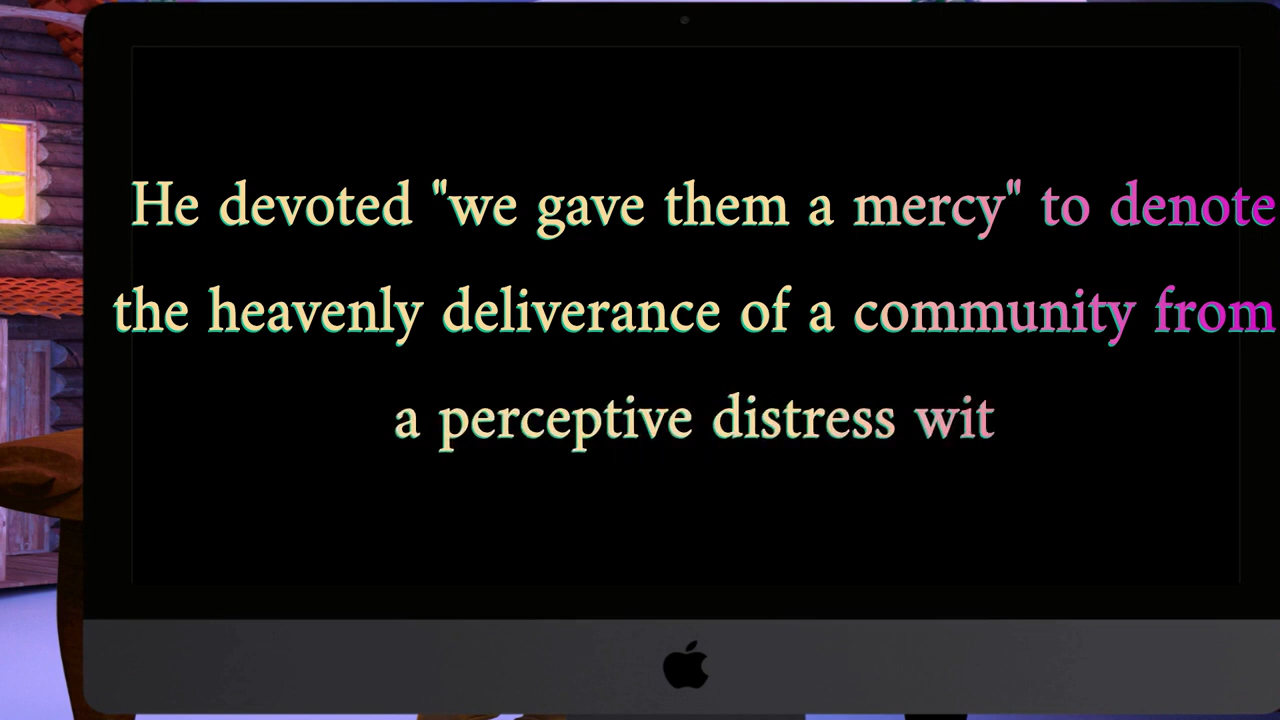 He devoted "we gave them a mercy" to denote
the heavenly deliverance of a community from
a perceptive distress wit